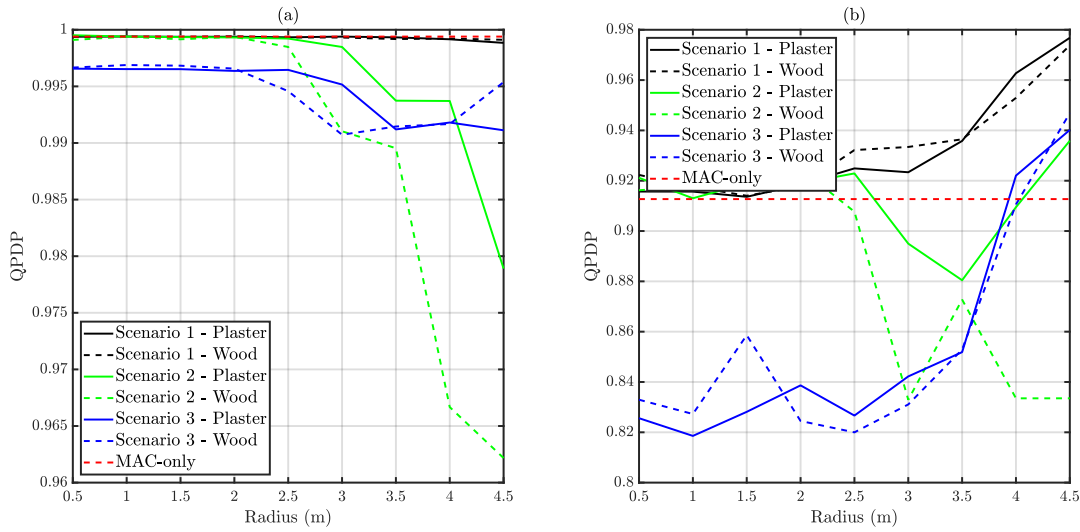 (a)
1
0.995
0.99
0.985
0.98
0.975
0.97
0.965
0.96
QPDP
Scenario 1 - Plaster
Scenario 1 - Wood
Scenario 2 - Plaster
Scenario 2 - Wood
Scenario 3 - Plaster
Scenario 3 - Wood
MAC-only
0.5 1 1.5 2 2.5 3 3.5 4 4.5
Radius (m)
(b)
0.98
0.96
0.94
0.92
0.9
0.88
0.86
0.84
0.82
0.8
QPDP
Scenario 1 - Plaster
Scenario 1 - Wood
Scenario 2 - Plaster
Scenario 2 - Wood
Scenario 3 - Plaster
Scenario 3 - Wood
MAC-only
0.5 1 1.5 2 2.5 3 3.5 4 4.5
Radius (m)